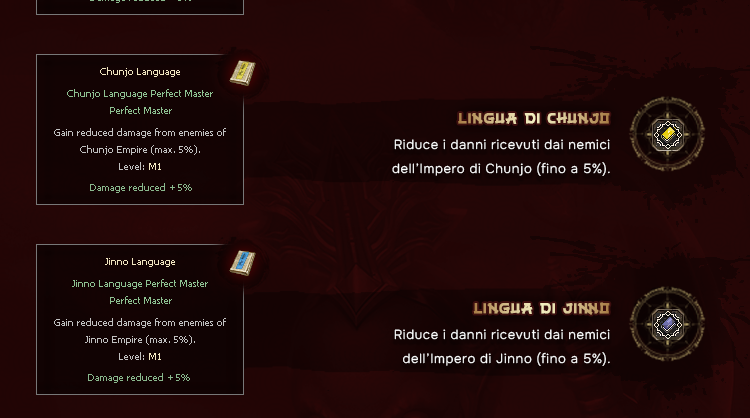 Chunjo Language
Chunjo Language Perfect Master
Perfect Master
Gain reduced damage from enemies of
Chunjo Empire (max. 5%).
Level: M1
Damage reduced +5%
LINGUA DI CHUNJO
Riduce i danni ricevuti dai nemici
dell'Impero di Chunjo (fino a 5%).
Jinno Language
Jinno Language Perfect Master
Perfect Master
Gain reduced damage from enemies of
Jinno Empire (max. 5%).
Level: M1
Damage reduced +5%
LINGUA DI JINNO
Riduce i danni ricevuti dai nemici
dell'Impero di Jinno (fino a 5%).